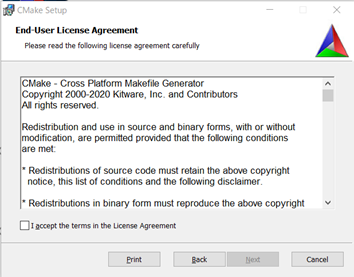 CMake Setup
End-User License Agreement
Please read the following license agreement carefully
CMake - Cross Platform Makefile Generator
Copyright 2000-2020 Kitware, Inc. and Contributors
All rights reserved.
Redistribution and use in source and binary forms, with or without
modification, are permitted provided that the following conditions
are met:
* Redistributions of source code must retain the above copyright
notice, this list of conditions and the following disclaimer.
* Redistributions in binary form must reproduce the above copyright
I accept the terms in the License Agreement
Print Back Next Cancel